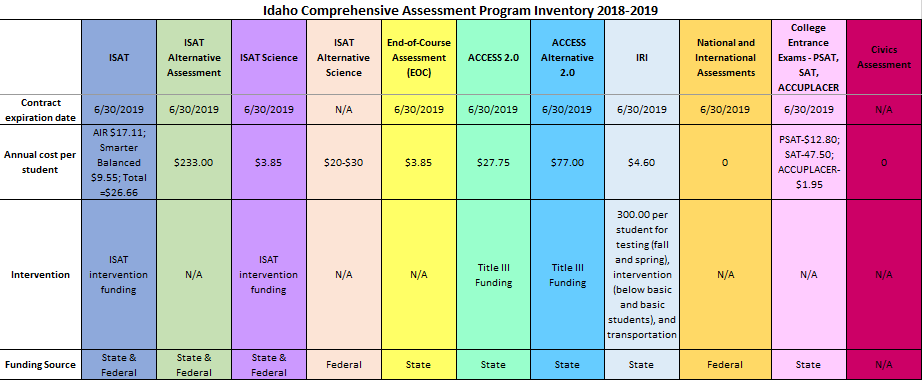 Idaho Comprehensive Assessment Program Inventory 2018-2019
ISAT
ISAT
Alternative
Assessment
ISAT Science
ISAT
Alternative
Science
End-of-Course
Assessment
(EOC)
ACCESS 2.0
ACCESS
Alternative
2.0
IRI
National and
International
Assessments
College
Entrance
Exams - PSAT,
SAT,
ACCUPLACER
Civics
Assessment
Contract
expiration date
6/30/2019
6/30/2019
6/30/2019
N/A
6/30/2019
6/30/2019
6/30/2019
6/30/2019
6/30/2019
6/30/2019
N/A
Annual cost per
student
AIR $17.11;
Smarter
Balanced
$9.55; Total
=$26.66
$233.00
$3.85
$20-$30
$3.85
$27.75
$77.00
$4.60
0
PSAT-$12.80;
SAT-47.50;
ACCUPLACER-
$1.95
0
Intervention
ISAT
intervention
funding
N/A
ISAT
intervention
funding
N/A
N/A
Title III
Funding
Title III
Funding
300.00 per
student for
testing (fall
and spring),
intervention
(below basic
and basic
students), and
transportation
N/A
N/A
N/A
Funding Source
State &
Federal
State &
Federal
State &
Federal
Federal
State
State
State
State
Federal
State
N/A